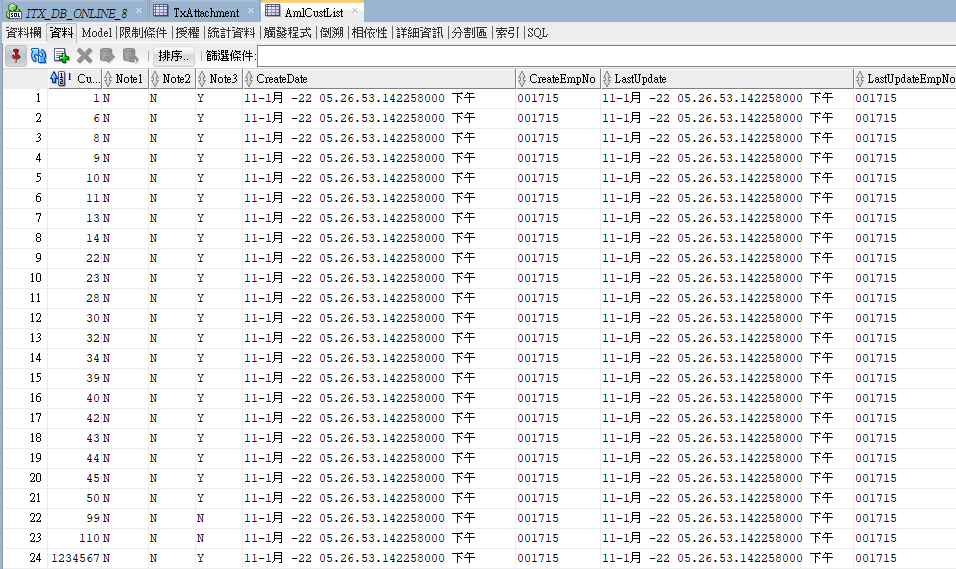 ITX_DB_ONLINE_8 TxAttachment AmlCustList
資料欄 資料 Model 限制條件 授權 統計資料 觸發程式 倒溯 相依性 詳細資訊 分割區 索引 SQL
排序.. 篩選條件:
1 Cu... Note1 Note2 Note3 CreateDate CreateEmpNo LastUpdate LastUpdateEmpNo
1 1 N N Y 11-1月 -22 05.26.53.142258000 下午 001715 11-1月 -22 05.26.53.142258000 下午 001715
2 6 N N Y 11-1月 -22 05.26.53.142258000 下午 001715 11-1月 -22 05.26.53.142258000 下午 001715
3 8 N N Y 11-1月 -22 05.26.53.142258000 下午 001715 11-1月 -22 05.26.53.142258000 下午 001715
4 9 N N Y 11-1月 -22 05.26.53.142258000 下午 001715 11-1月 -22 05.26.53.142258000 下午 001715
5 10 N N Y 11-1月 -22 05.26.53.142258000 下午 001715 11-1月 -22 05.26.53.142258000 下午 001715
6 11 N N Y 11-1月 -22 05.26.53.142258000 下午 001715 11-1月 -22 05.26.53.142258000 下午 001715
7 13 N N Y 11-1月 -22 05.26.53.142258000 下午 001715 11-1月 -22 05.26.53.142258000 下午 001715
8 14 N N Y 11-1月 -22 05.26.53.142258000 下午 001715 11-1月 -22 05.26.53.142258000 下午 001715
9 22 N N Y 11-1月 -22 05.26.53.142258000 下午 001715 11-1月 -22 05.26.53.142258000 下午 001715
10 23 N N Y 11-1月 -22 05.26.53.142258000 下午 001715 11-1月 -22 05.26.53.142258000 下午 001715
11 28 N N Y 11-1月 -22 05.26.53.142258000 下午 001715 11-1月 -22 05.26.53.142258000 下午 001715
12 30 N N Y 11-1月 -22 05.26.53.142258000 下午 001715 11-1月 -22 05.26.53.142258000 下午 001715
13 32 N N Y 11-1月 -22 05.26.53.142258000 下午 001715 11-1月 -22 05.26.53.142258000 下午 001715
14 34 N N Y 11-1月 -22 05.26.53.142258000 下午 001715 11-1月 -22 05.26.53.142258000 下午 001715
15 39 N N Y 11-1月 -22 05.26.53.142258000 下午 001715 11-1月 -22 05.26.53.142258000 下午 001715
16 40 N N Y 11-1月 -22 05.26.53.142258000 下午 001715 11-1月 -22 05.26.53.142258000 下午 001715
17 42 N N Y 11-1月 -22 05.26.53.142258000 下午 001715 11-1月 -22 05.26.53.142258000 下午 001715
18 43 N N Y 11-1月 -22 05.26.53.142258000 下午 001715 11-1月 -22 05.26.53.142258000 下午 001715
19 44 N N Y 11-1月 -22 05.26.53.142258000 下午 001715 11-1月 -22 05.26.53.142258000 下午 001715
20 45 N N Y 11-1月 -22 05.26.53.142258000 下午 001715 11-1月 -22 05.26.53.142258000 下午 001715
21 50 N N Y 11-1月 -22 05.26.53.142258000 下午 001715 11-1月 -22 05.26.53.142258000 下午 001715
22 99 N N N 11-1月 -22 05.26.53.142258000 下午 001715 11-1月 -22 05.26.53.142258000 下午 001715
23 110 N N N 11-1月 -22 05.26.53.142258000 下午 001715 11-1月 -22 05.26.53.142258000 下午 001715
24 1234567 N N Y 11-1月 -22 05.26.53.142258000 下午 001715 11-1月 -22 05.26.53.142258000 下午 001715